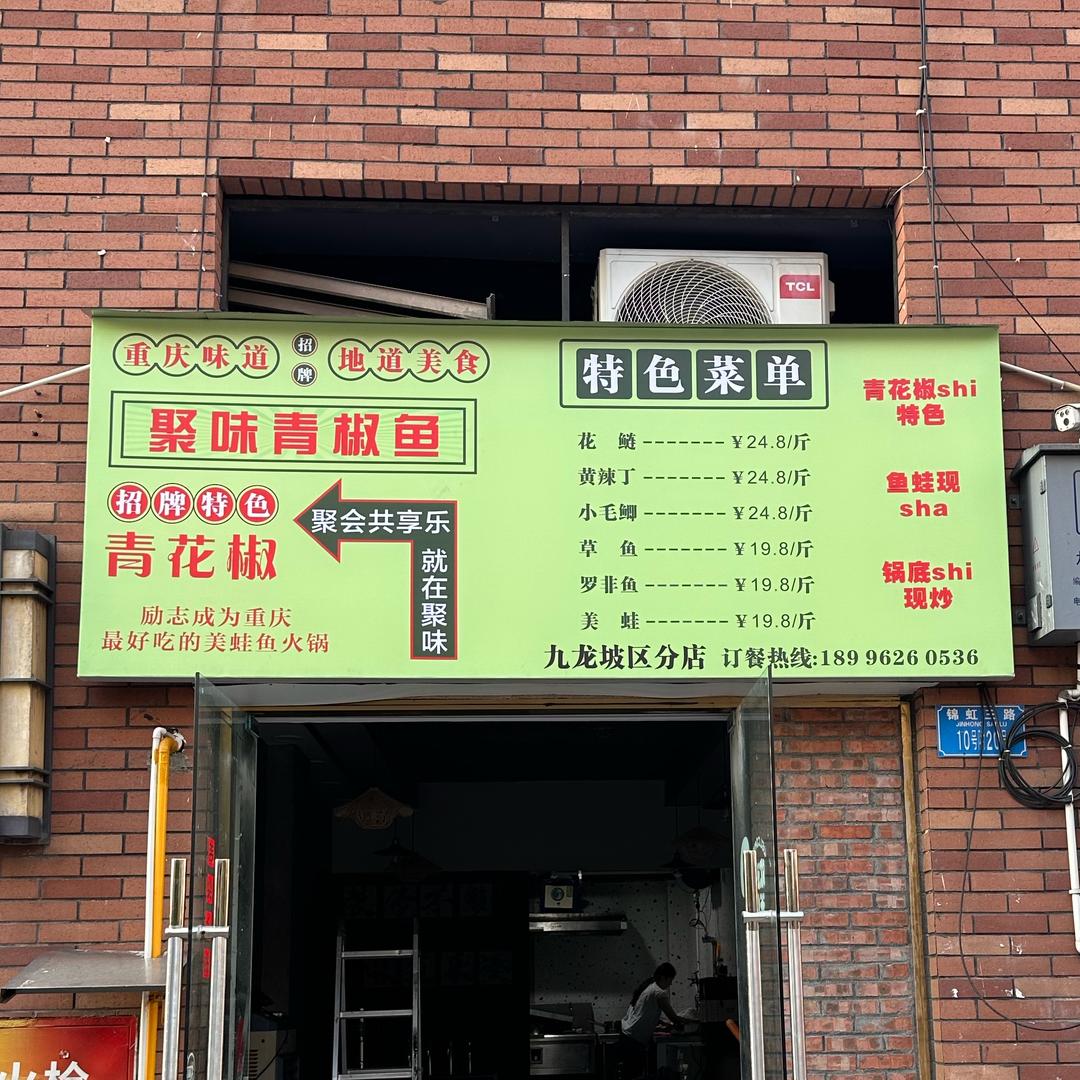 TCL
重庆味道 招牌 地道美食
聚味青椒鱼
招牌特色
青花椒
励志成为重庆
最好吃的美蛙鱼火锅
聚会共享乐
就在聚味
特色菜单
花 鲢 ------- ¥24.8/斤
黄辣丁 ------- ¥24.8/斤
小毛鲫 ------- ¥24.8/斤
草 鱼 ------- ¥19.8/斤
罗非鱼 ------- ¥19.8/斤
美 蛙 ------- ¥19.8/斤
青花椒shi
特色
鱼蛙现
sha
锅底shi
现炒
九龙坡区分店 订餐热线:189 9626 0536
锦虹三路